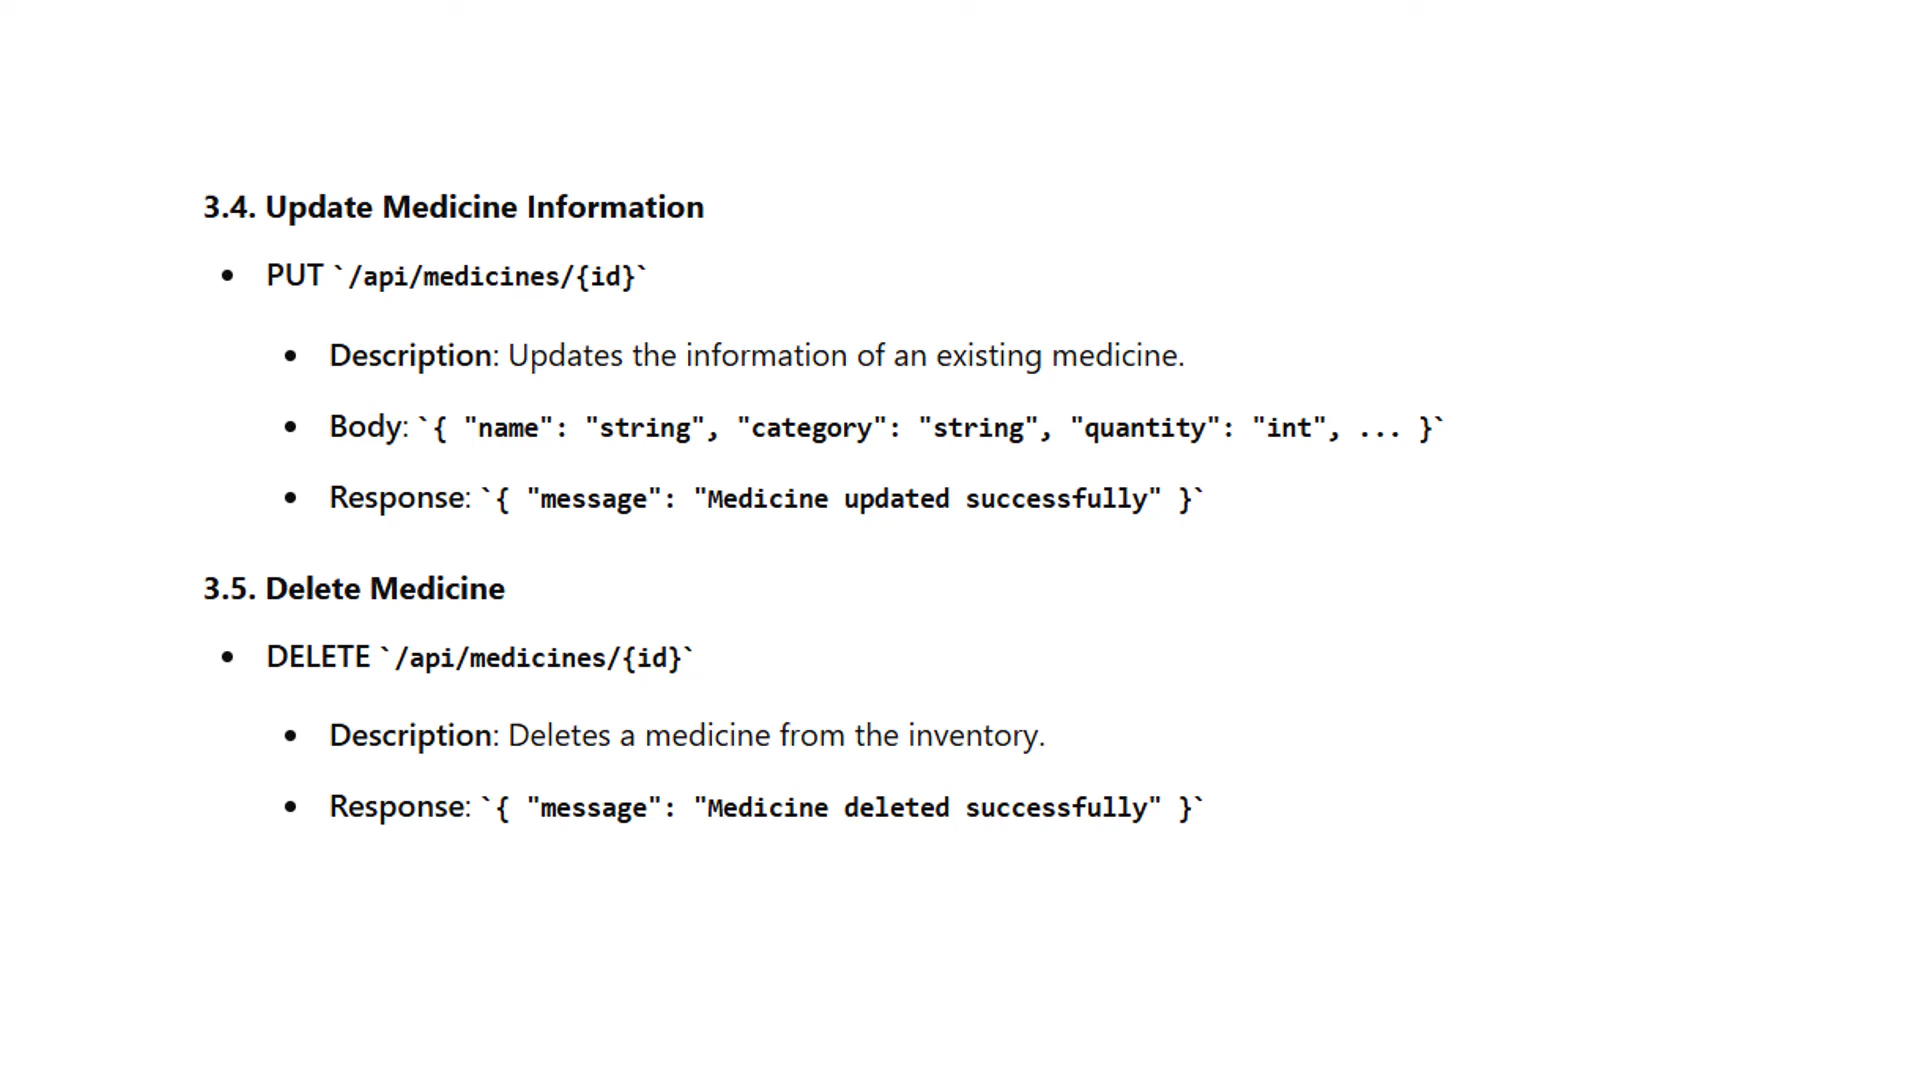 3.4. Update Medicine Information
• PUT `/api/medicines/{id}`
• Description: Updates the information of an existing medicine.
• Body: `{ "name": "string", "category": "string", "quantity": "int", ... }`
• Response: `{ "message": "Medicine updated successfully" }`
3.5. Delete Medicine
• DELETE `/api/medicines/{id}`
• Description: Deletes a medicine from the inventory.
• Response: `{ "message": "Medicine deleted successfully" }`